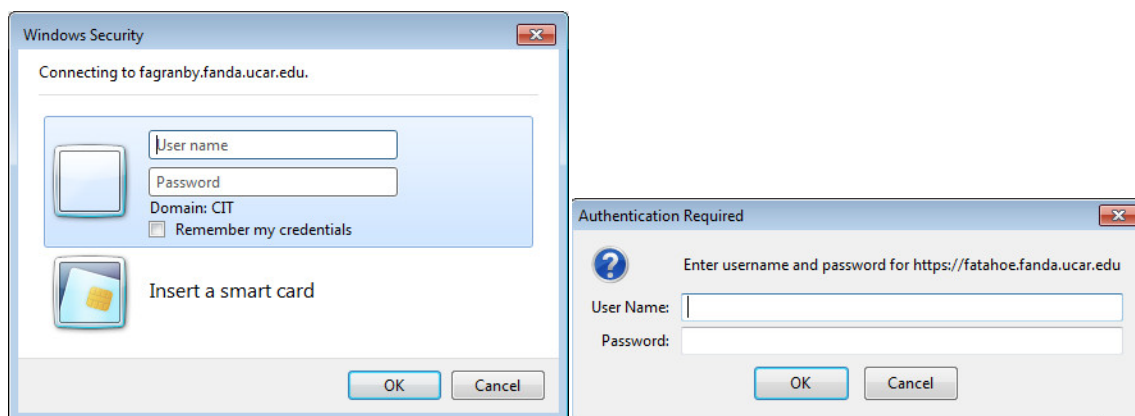 Windows Security
Connecting to fagranby.fanda.ucar.edu.
User name
Password
Domain: CIT
Remember my credentials
Insert a smart card
OK Cancel
Authentication Required
Enter username and password for https://fatahoe.fanda.ucar.edu
User Name:
Password:
OK Cancel